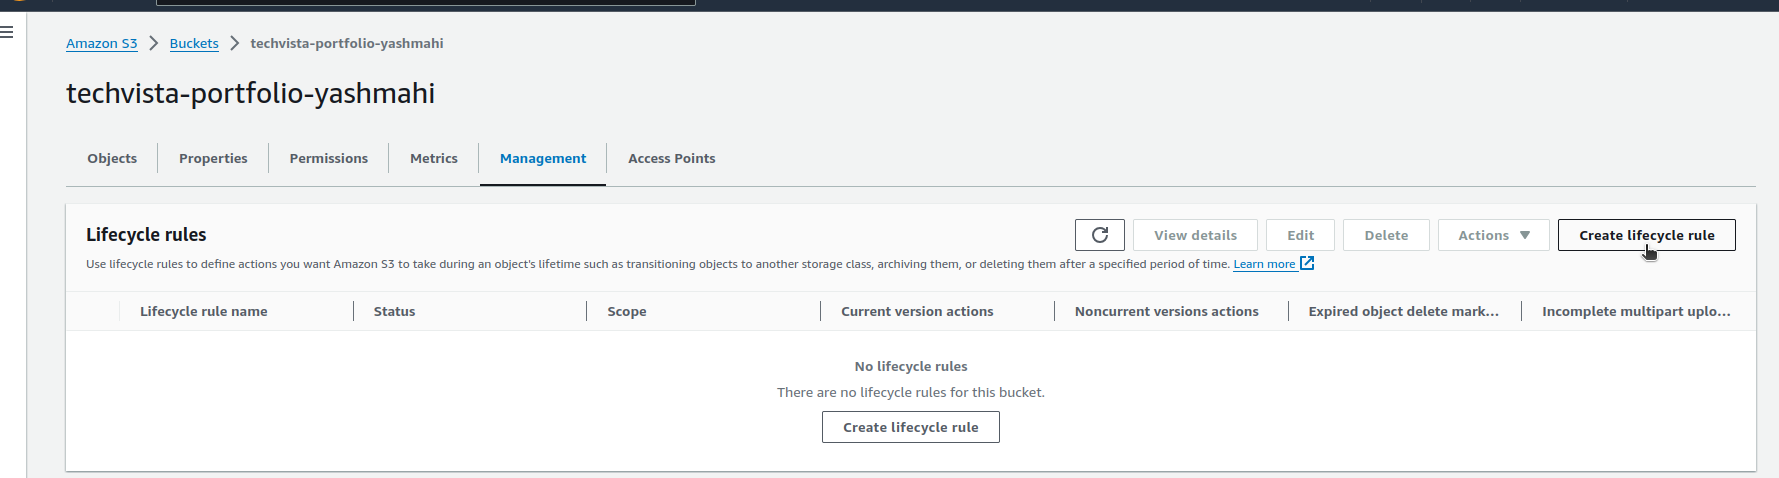 Amazon S3 > Buckets > techvista-portfolio-yashmahi
techvista-portfolio-yashmahi
Objects Properties Permissions Metrics Management Access Points
Lifecycle rules View details Edit Delete Actions Create lifecycle rule
Use lifecycle rules to define actions you want Amazon S3 to take during an object's lifetime such as transitioning objects to another storage class, archiving them, or deleting them after a specified period of time. Learn more
Lifecycle rule name Status Scope Current version actions Noncurrent versions actions Expired object delete mark... Incomplete multipart uplo...
No lifecycle rules
There are no lifecycle rules for this bucket.
Create lifecycle rule